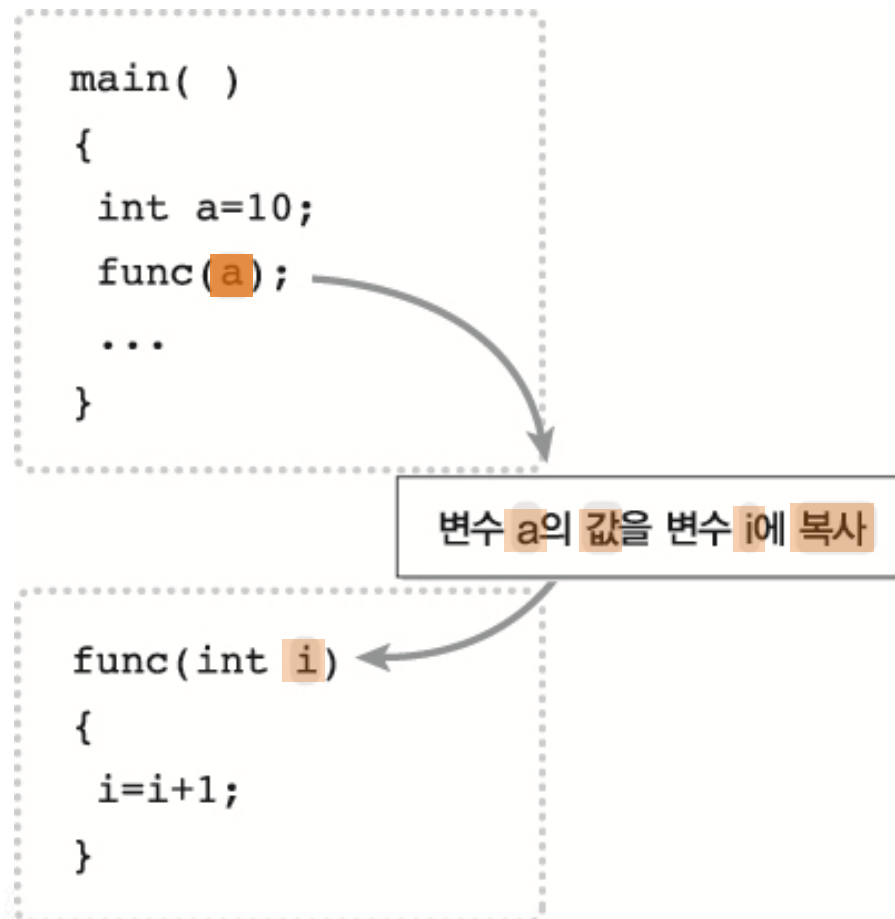 main( )
{
int a=10;
func(a);
...
}
변수 a의 값을 변수 i에 복사
func(int i)
{
i=i+1;
}